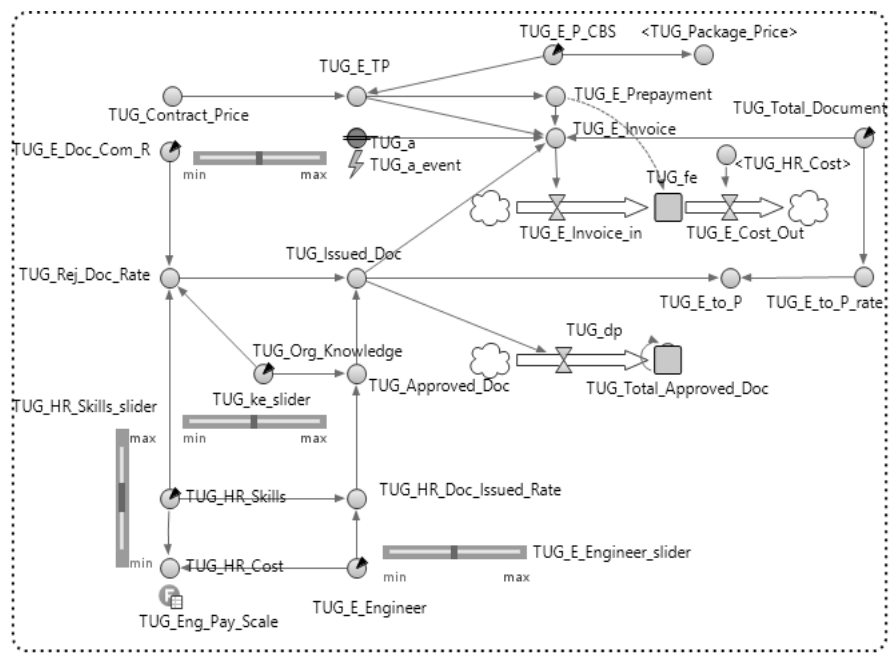 TUG_E_P_CBS
<TUG_Package_Price>
TUG_E_TP
TUG_Contract_Price
TUG_E_Prepayment
TUG_Total_Document
TUG_E_Invoice
TUG_a
TUG_a_event
TUG_E_Doc_Com_R
min
max
<TUG_HR_Cost>
TUG_fe
TUG_E_Invoice_in
TUG_E_Cost_Out
TUG_Rej_Doc_Rate
TUG_Issued_Doc
TUG_E_to_P
TUG_E_to_P_rate
TUG_dp
TUG_Org_Knowledge
TUG_Approved_Doc
TUG_Total_Approved_Doc
TUG_HR_Skills_slider
TUG_ke_slider
max
min
max
TUG_HR_Skills
TUG_HR_Doc_Issued_Rate
TUG_E_Engineer_slider
min
TUG_HR_Cost
min
max
TUG_Eng_Pay_Scale
TUG_E_Engineer